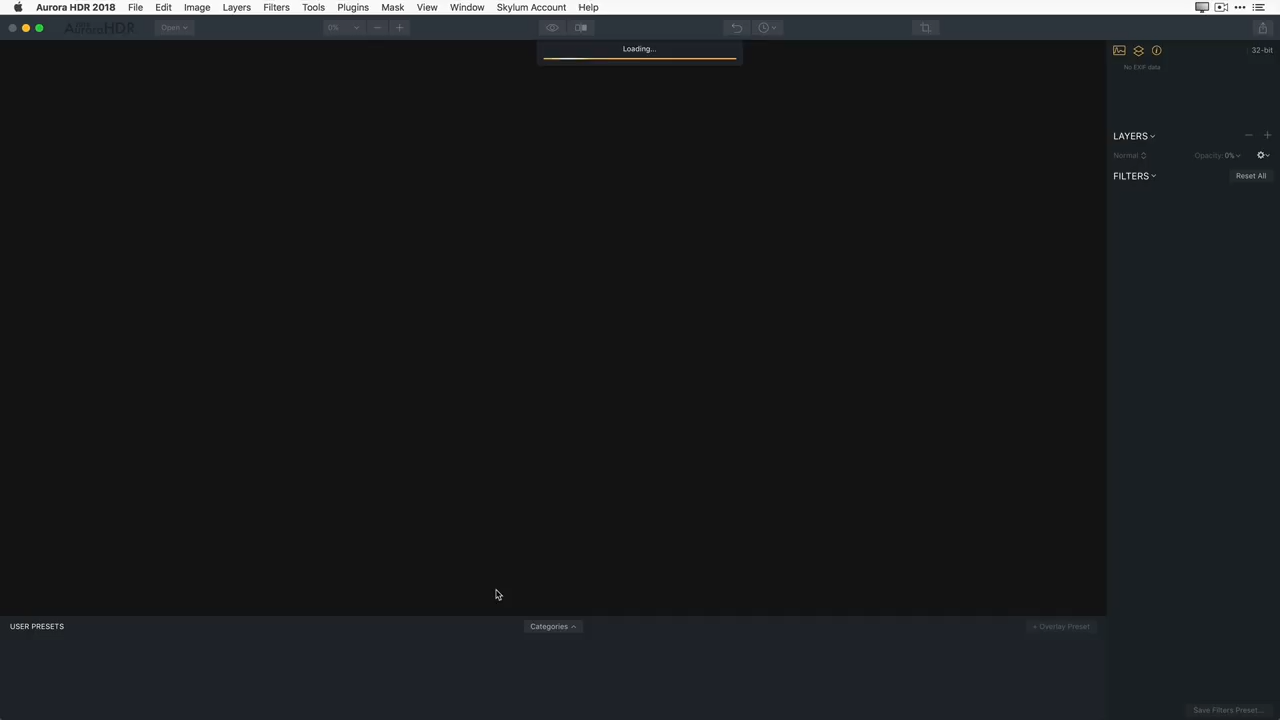 Aurora HDR 2018 File Edit Image Layers Filters Tools Plugins Mask View Window Skylum Account Help
AuroraHDR Open 0%
Loading...
32-bit
No EXIF data
LAYERS
Normal Opacity: 0%
FILTERS Reset All
USER PRESETS Categories + Overlay Preset
Save Filters Preset...